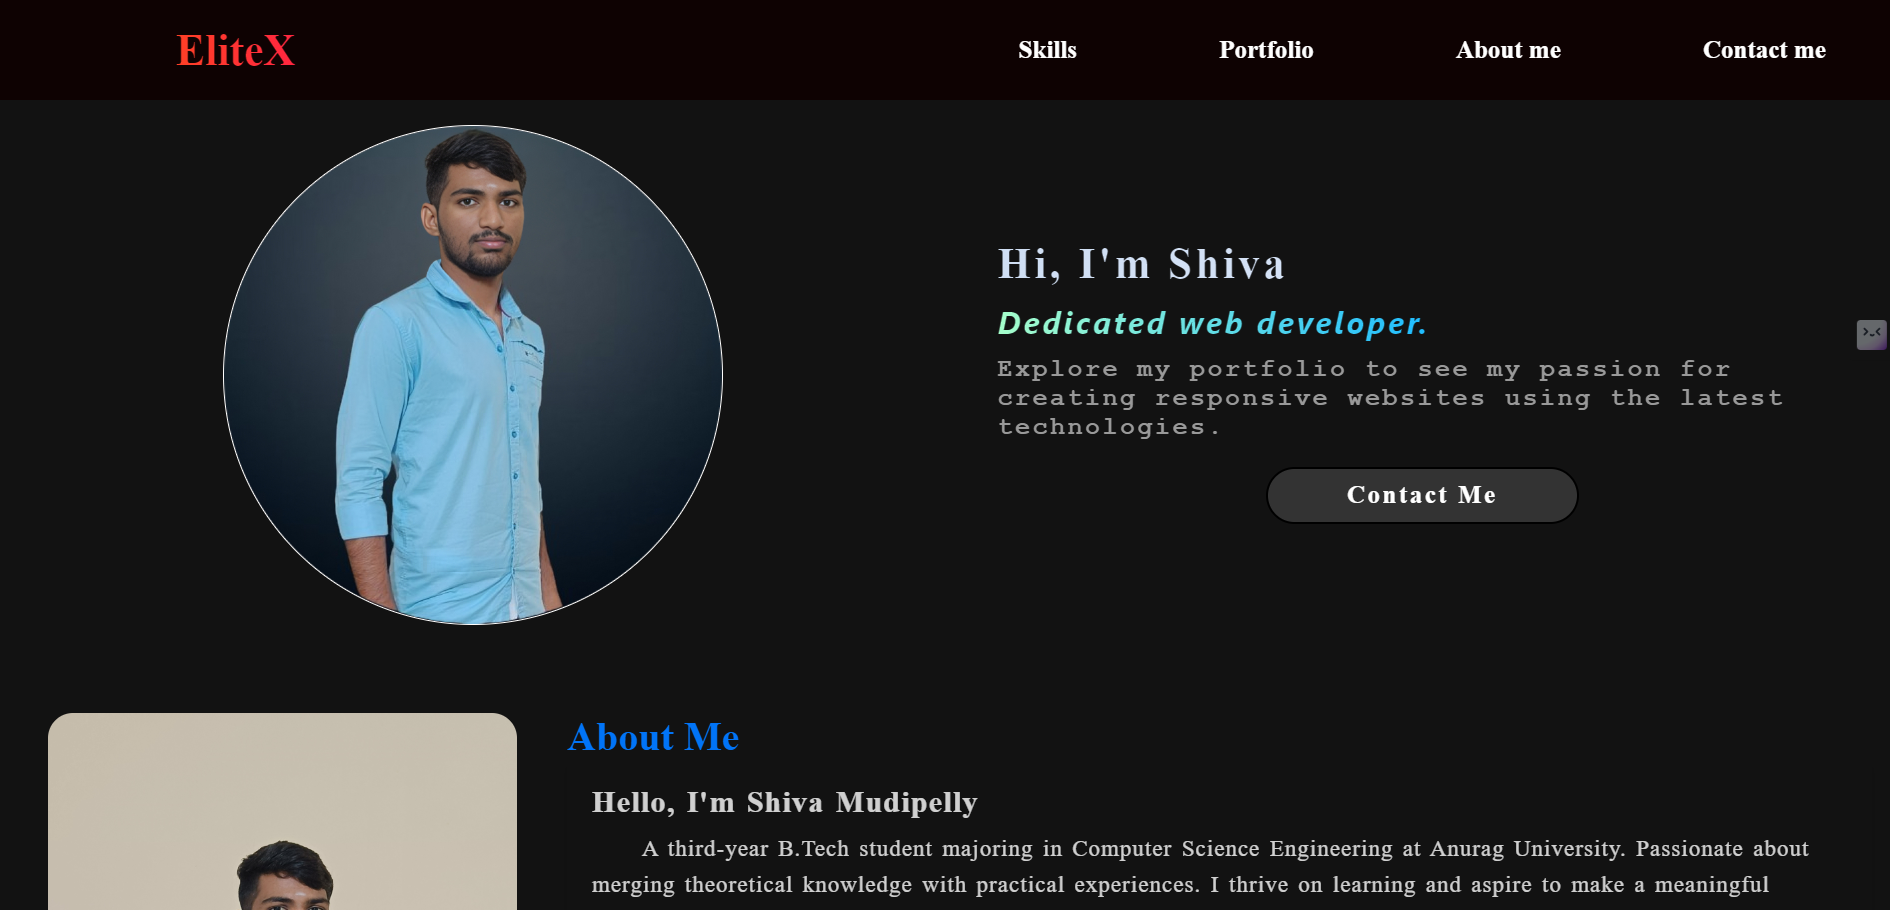 EliteX
Skills
Portfolio
About me
Contact me
Hi, I'm Shiva
Dedicated web developer.
Explore my portfolio to see my passion for
creating responsive websites using the latest
technologies.
Contact Me
About Me
Hello, I'm Shiva Mudipelly
A third-year B.Tech student majoring in Computer Science Engineering at Anurag University. Passionate about
merging theoretical knowledge with practical experiences. I thrive on learning and aspire to make a meaningful